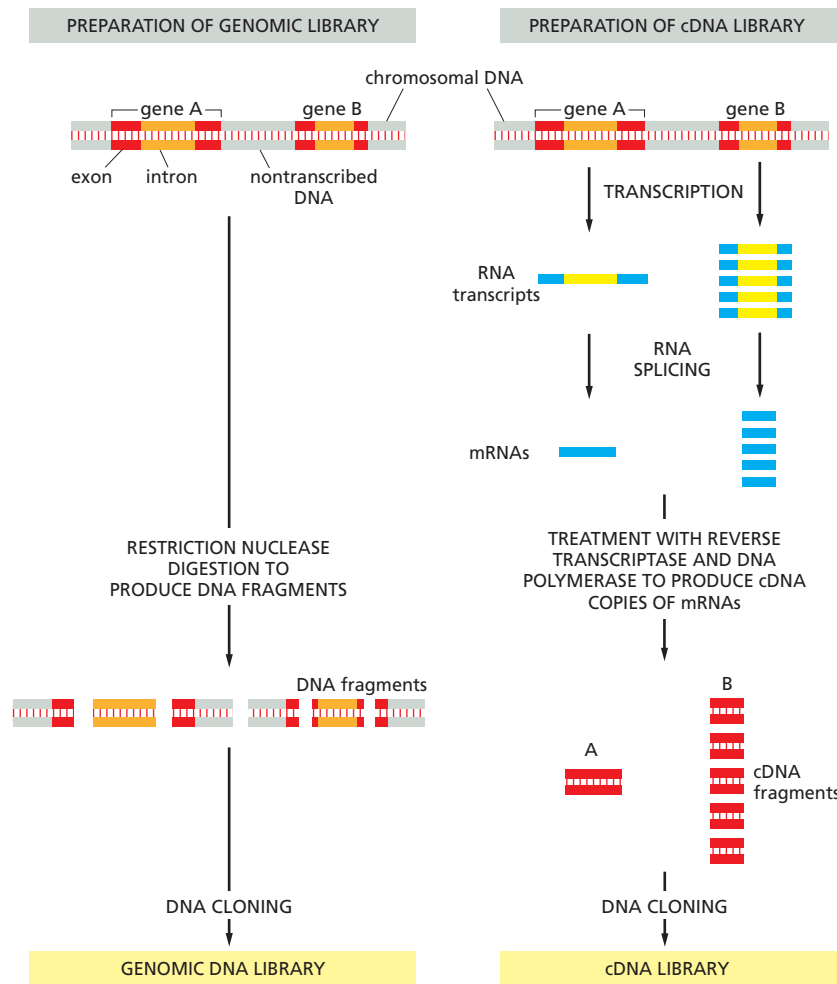 PREPARATION OF GENOMIC LIBRARY
PREPARATION OF cDNA LIBRARY
chromosomal DNA
gene A
gene B
gene A
gene B
exon
intron
nontranscribed
DNA
TRANSCRIPTION
RNA
transcripts
RNA
SPLICING
mRNAs
RESTRICTION NUCLEASE
DIGESTION TO
PRODUCE DNA FRAGMENTS
TREATMENT WITH REVERSE
TRANSCRIPTASE AND DNA
POLYMERASE TO PRODUCE cDNA
COPIES OF mRNAs
DNA fragments
A
B
cDNA
fragments
DNA CLONING
DNA CLONING
GENOMIC DNA LIBRARY
cDNA LIBRARY